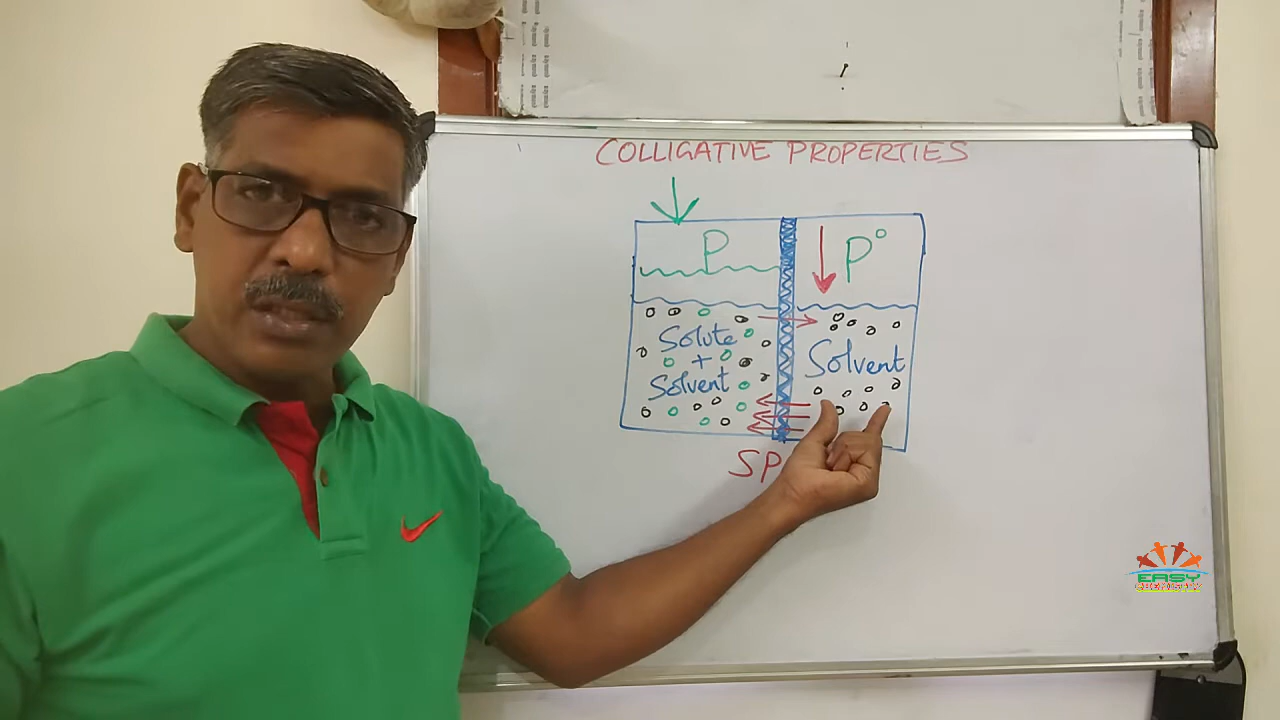 COLLIGATIVE PROPERTIES
P
P°
Solute
+
Solvent
Solvent
SP
EASY